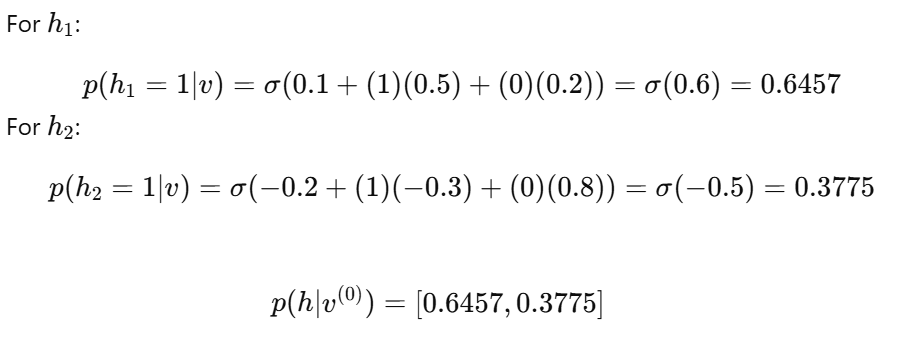 For h₁:
p(h₁ = 1|v) = σ(0.1 + (1)(0.5) + (0)(0.2)) = σ(0.6) = 0.6457
For h₂:
p(h₂ = 1|v) = σ(−0.2 + (1)(−0.3) + (0)(0.8)) = σ(−0.5) = 0.3775
p(h|v⁽⁰⁾) = [0.6457, 0.3775]